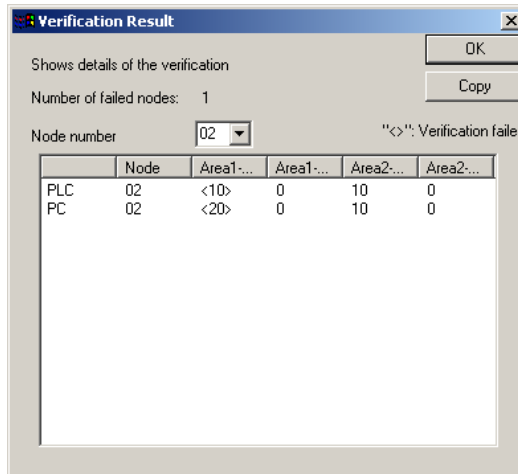 Verification Result
OK
Shows details of the verification
Copy
Number of failed nodes: 1
Node number 02 "<>": Verification faile
Node Area1-... Area1-... Area2-... Area2-...
PLC 02 <10> 0 10 0
PC 02 <20> 0 10 0